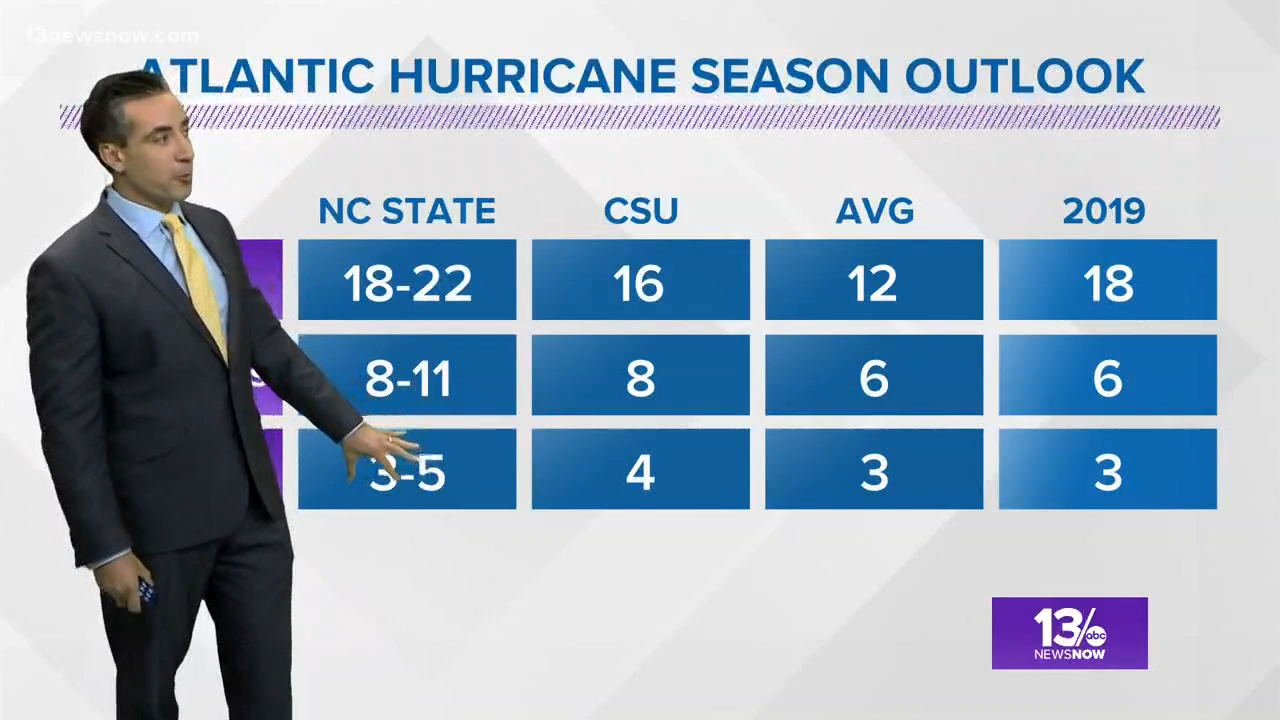 13newsnow.com
ATLANTIC HURRICANE SEASON OUTLOOK
NC STATE CSU AVG 2019
18-22 16 12 18
8-11 8 6 6
3-5 4 3 3
13 abc
NEWSNOW